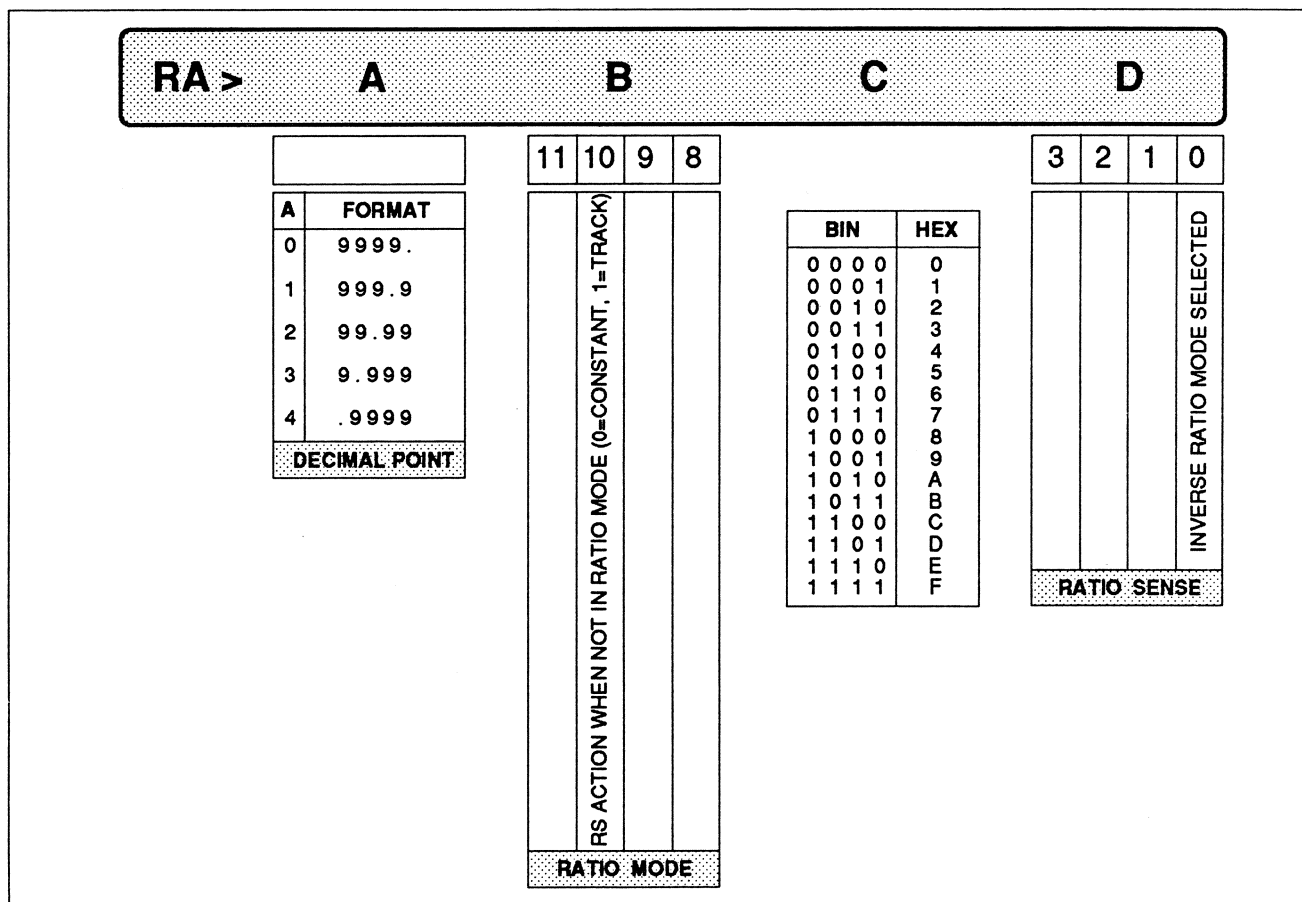 RA > A B C D
11 10 9 8
3 2 1 0
A FORMAT
0 9999.
1 999.9
2 99.99
3 9.999
4 .9999
DECIMAL POINT
RS ACTION WHEN NOT IN RATIO MODE (0=CONSTANT, 1=TRACK)
RATIO MODE
BIN HEX
0 0 0 0 0
0 0 0 1 1
0 0 1 0 2
0 0 1 1 3
0 1 0 0 4
0 1 0 1 5
0 1 1 0 6
0 1 1 1 7
1 0 0 0 8
1 0 0 1 9
1 0 1 0 A
1 0 1 1 B
1 1 0 0 C
1 1 0 1 D
1 1 1 0 E
1 1 1 1 F
INVERSE RATIO MODE SELECTED
RATIO SENSE